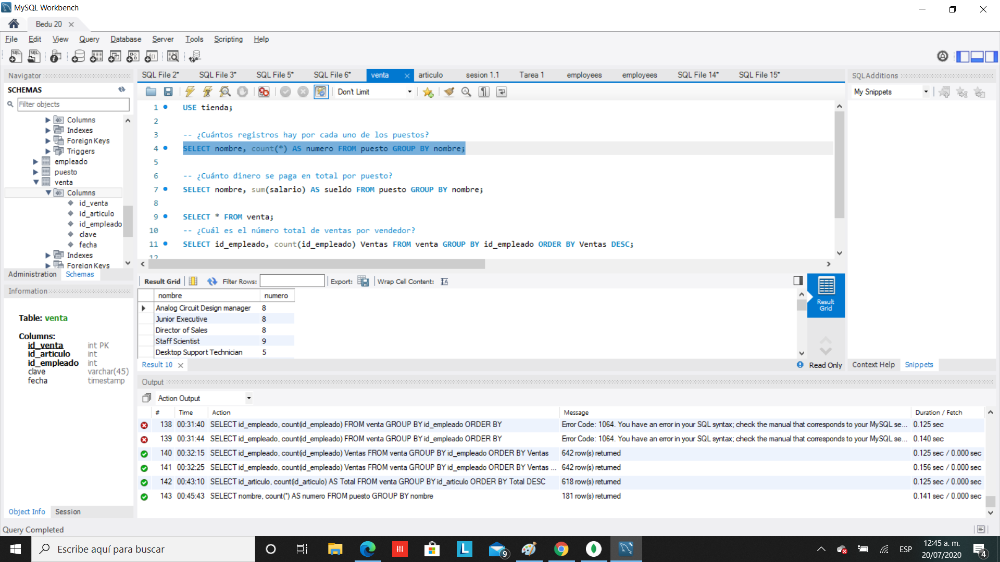 MySQL Workbench
Bedu 20
File Edit View Query Database Server Tools Scripting Help
Navigator
SCHEMAS
Filter objects
Columns
Indexes
Foreign Keys
Triggers
empleado
puesto
venta
Columns
id_venta
id_articulo
id_empleado
clave
fecha
Indexes
Foreign Keys
Administration Schemas
Information
Table: venta
Columns:
id_venta int PK
id_articulo int
id_empleado int
clave varchar(45)
fecha timestamp
Object Info Session
SQL File 2* SQL File 3* SQL File 5* SQL File 6* venta articulo sesion 1.1 Tarea 1 employees employees SQL File 14* SQL File 15*
Don't Limit
1 USE tienda;
2
3 -- ¿Cuántos registros hay por cada uno de los puestos?
4 SELECT nombre, count(*) AS numero FROM puesto GROUP BY nombre;
5
6 -- ¿Cuánto dinero se paga en total por puesto?
7 SELECT nombre, sum(salario) AS sueldo FROM puesto GROUP BY nombre;
8
9 SELECT * FROM venta;
10 -- ¿Cuál es el número total de ventas por vendedor?
11 SELECT id_empleado, count(id_empleado) Ventas FROM venta GROUP BY id_empleado ORDER BY Ventas DESC;
12
Result Grid Filter Rows: Export: Wrap Cell Content:
nombre numero
Analog Circuit Design manager 8
Junior Executive 8
Director of Sales 8
Staff Scientist 9
Desktop Support Technician 5
Result Grid
Result 10
Read Only
SQLAdditions
My Snippets
Context Help Snippets
Output
Action Output
# Time Action Message Duration / Fetch
138 00:31:40 SELECT id_empleado, count(id_empleado) FROM venta GROUP BY id_empleado ORDER BY Error Code: 1064. You have an error in your SQL syntax; check the manual that corresponds to your MySQL se... 0.125 sec
139 00:31:44 SELECT id_empleado, count(id_empleado) FROM venta GROUP BY id_empleado ORDER BY Error Code: 1064. You have an error in your SQL syntax; check the manual that corresponds to your MySQL se... 0.140 sec
140 00:32:15 SELECT id_empleado, count(id_empleado) Ventas FROM venta GROUP BY id_empleado ORDER BY Ventas 642 row(s) returned 0.125 sec / 0.000 sec
141 00:32:25 SELECT id_empleado, count(id_empleado) Ventas FROM venta GROUP BY id_empleado ORDER BY Ventas ... 642 row(s) returned 0.156 sec / 0.000 sec
142 00:43:10 SELECT id_articulo, count(id_articulo) AS Total FROM venta GROUP BY id_articulo ORDER BY Total DESC 618 row(s) returned 0.125 sec / 0.000 sec
143 00:45:43 SELECT nombre, count(*) AS numero FROM puesto GROUP BY nombre 181 row(s) returned 0.141 sec / 0.000 sec
Query Completed
Escribe aquí para buscar
L
9
ESP
12:45 a. m.
20/07/2020
4